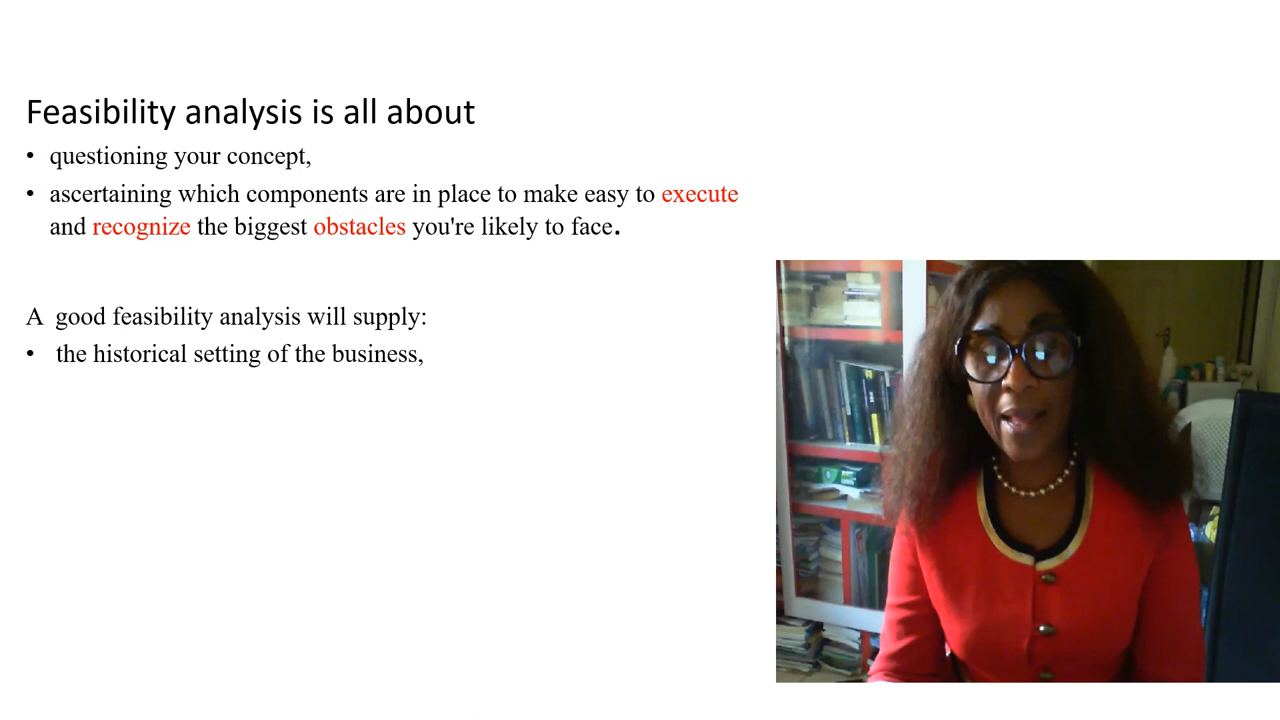 Feasibility analysis is all about
• questioning your concept,
• ascertaining which components are in place to make easy to execute
and recognize the biggest obstacles you're likely to face.
A good feasibility analysis will supply:
• the historical setting of the business,